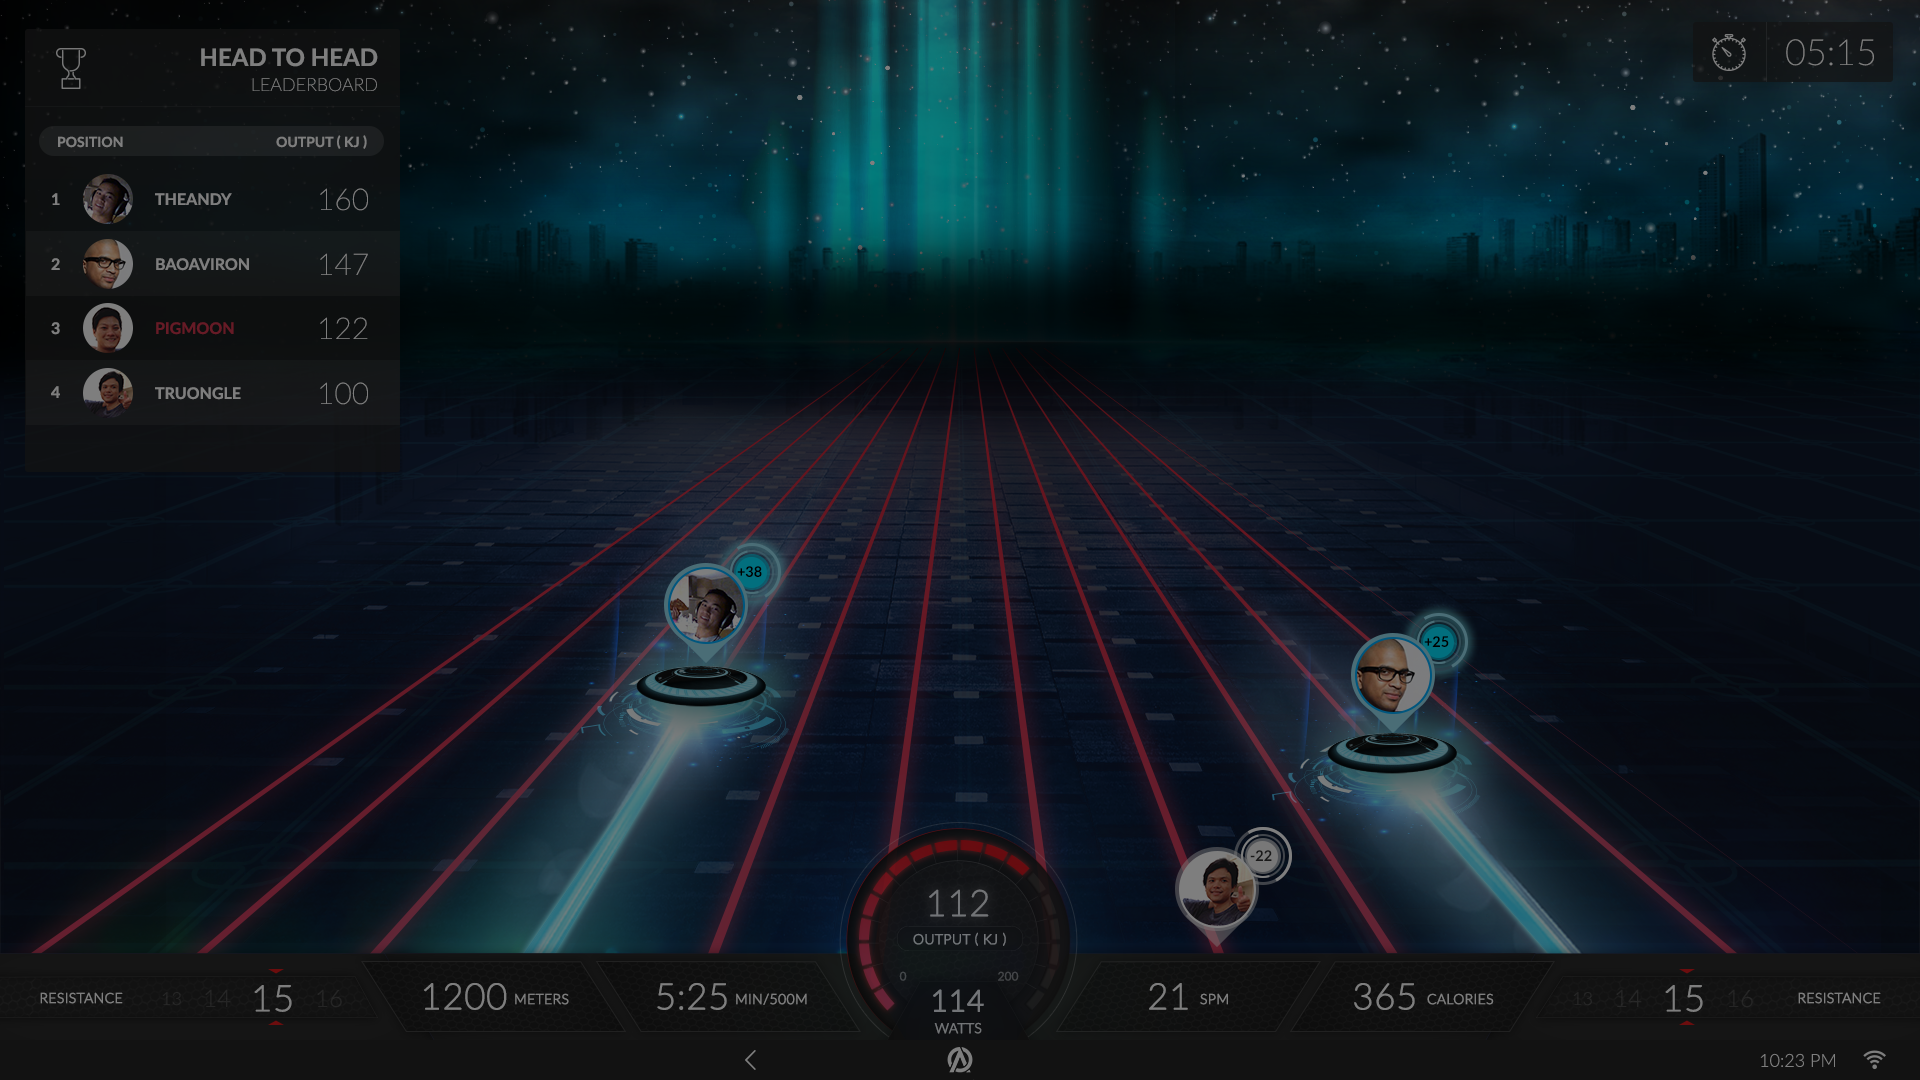 HEAD TO HEAD
LEADERBOARD
05:15
POSITION OUTPUT ( KJ )
1 THEANDY 160
2 BAOAVIRON 147
3 PIGMOON 122
4 TRUONGLE 100
+38
+25
-22
112
OUTPUT ( KJ )
0 200
114
WATTS
RESISTANCE 13 14 15 16
1200 METERS
5:25 MIN/500M
21 SPM
365 CALORIES
13 14 15 16 RESISTANCE
10:23 PM